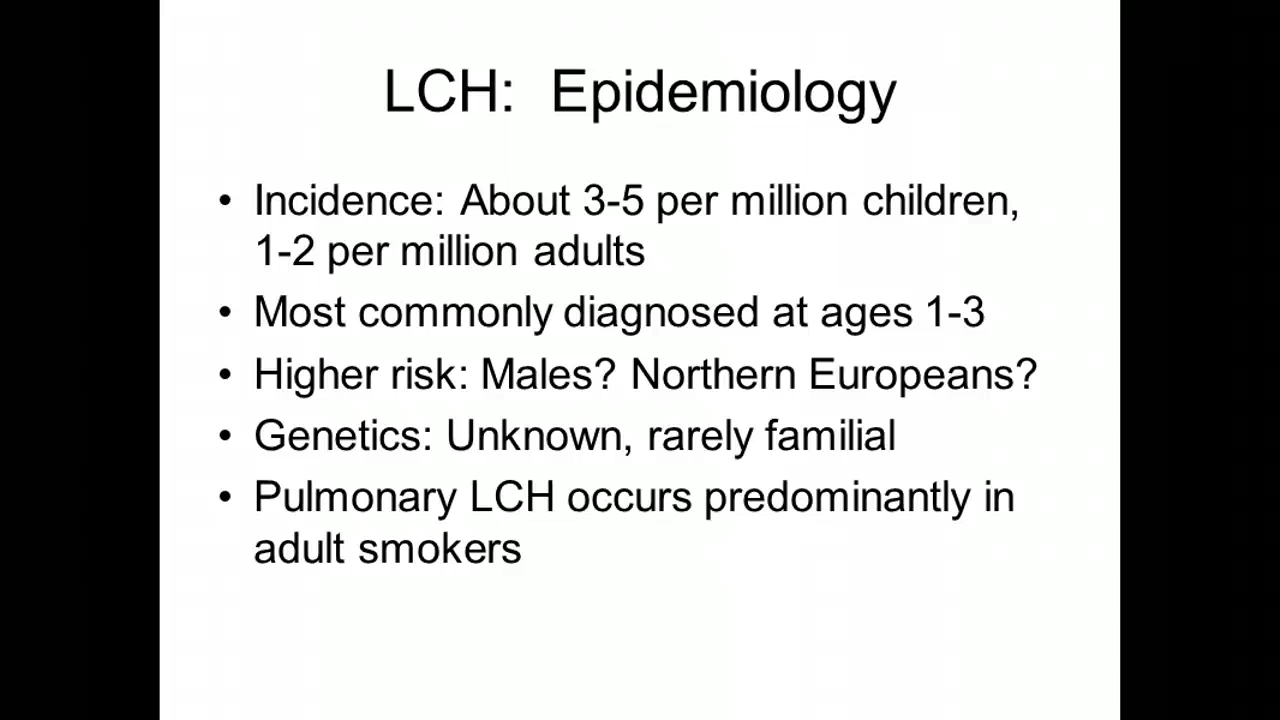 LCH: Epidemiology
• Incidence: About 3-5 per million children,
1-2 per million adults
• Most commonly diagnosed at ages 1-3
• Higher risk: Males? Northern Europeans?
• Genetics: Unknown, rarely familial
• Pulmonary LCH occurs predominantly in
adult smokers